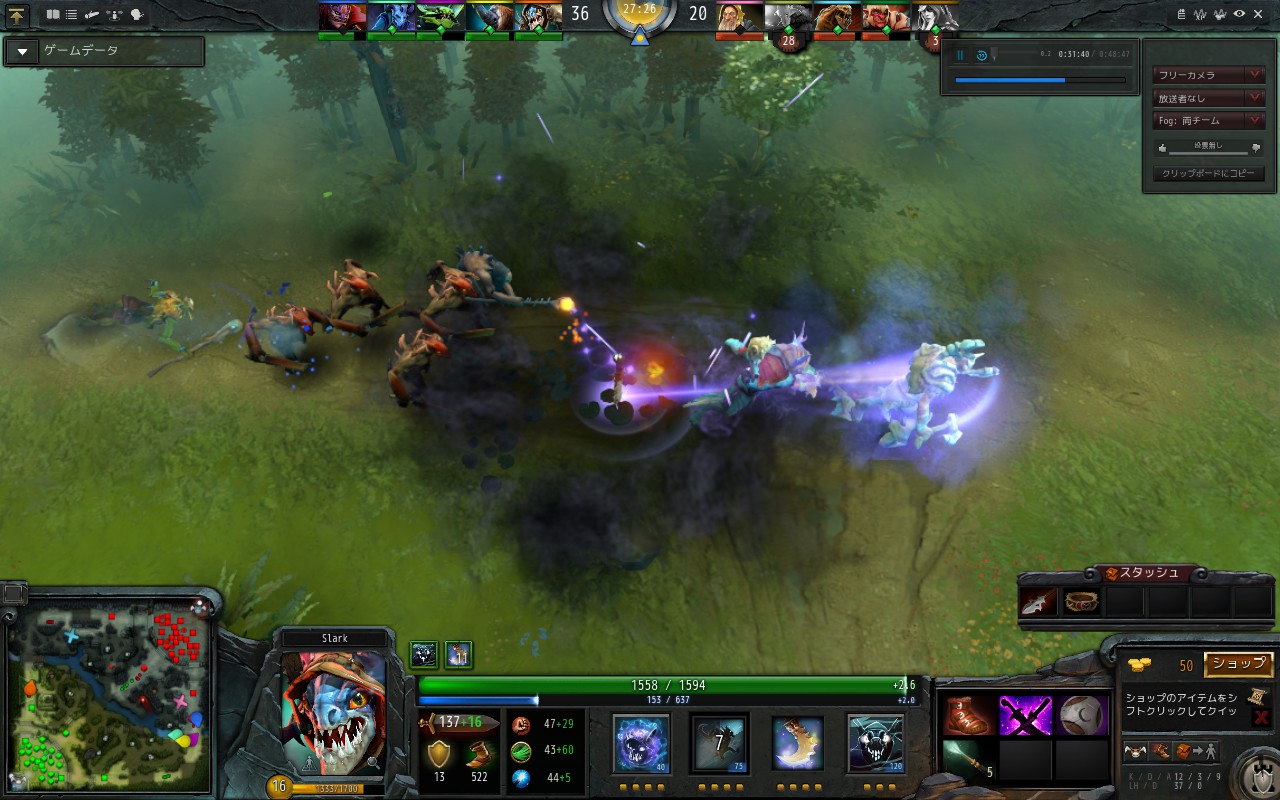 36
27:26
20
28
3
ゲームデータ
0:31:40 / 0:48:47
フリーカメラ
放送者なし
Fog: 両チーム
投票無し
クリップボードにコピー
スタッシュ
Slark
11
1558 / 1594
+2.6
153 / 637
+2.0
137+16
13
522
47+29
43+60
44+5
16
1333/1700
40
7
75
120
5
50
ショップ
ショップのアイテムをシ
フトクリックしてクイッ
K / D / A 12 / 3 / 9
LH / D 37 / 0